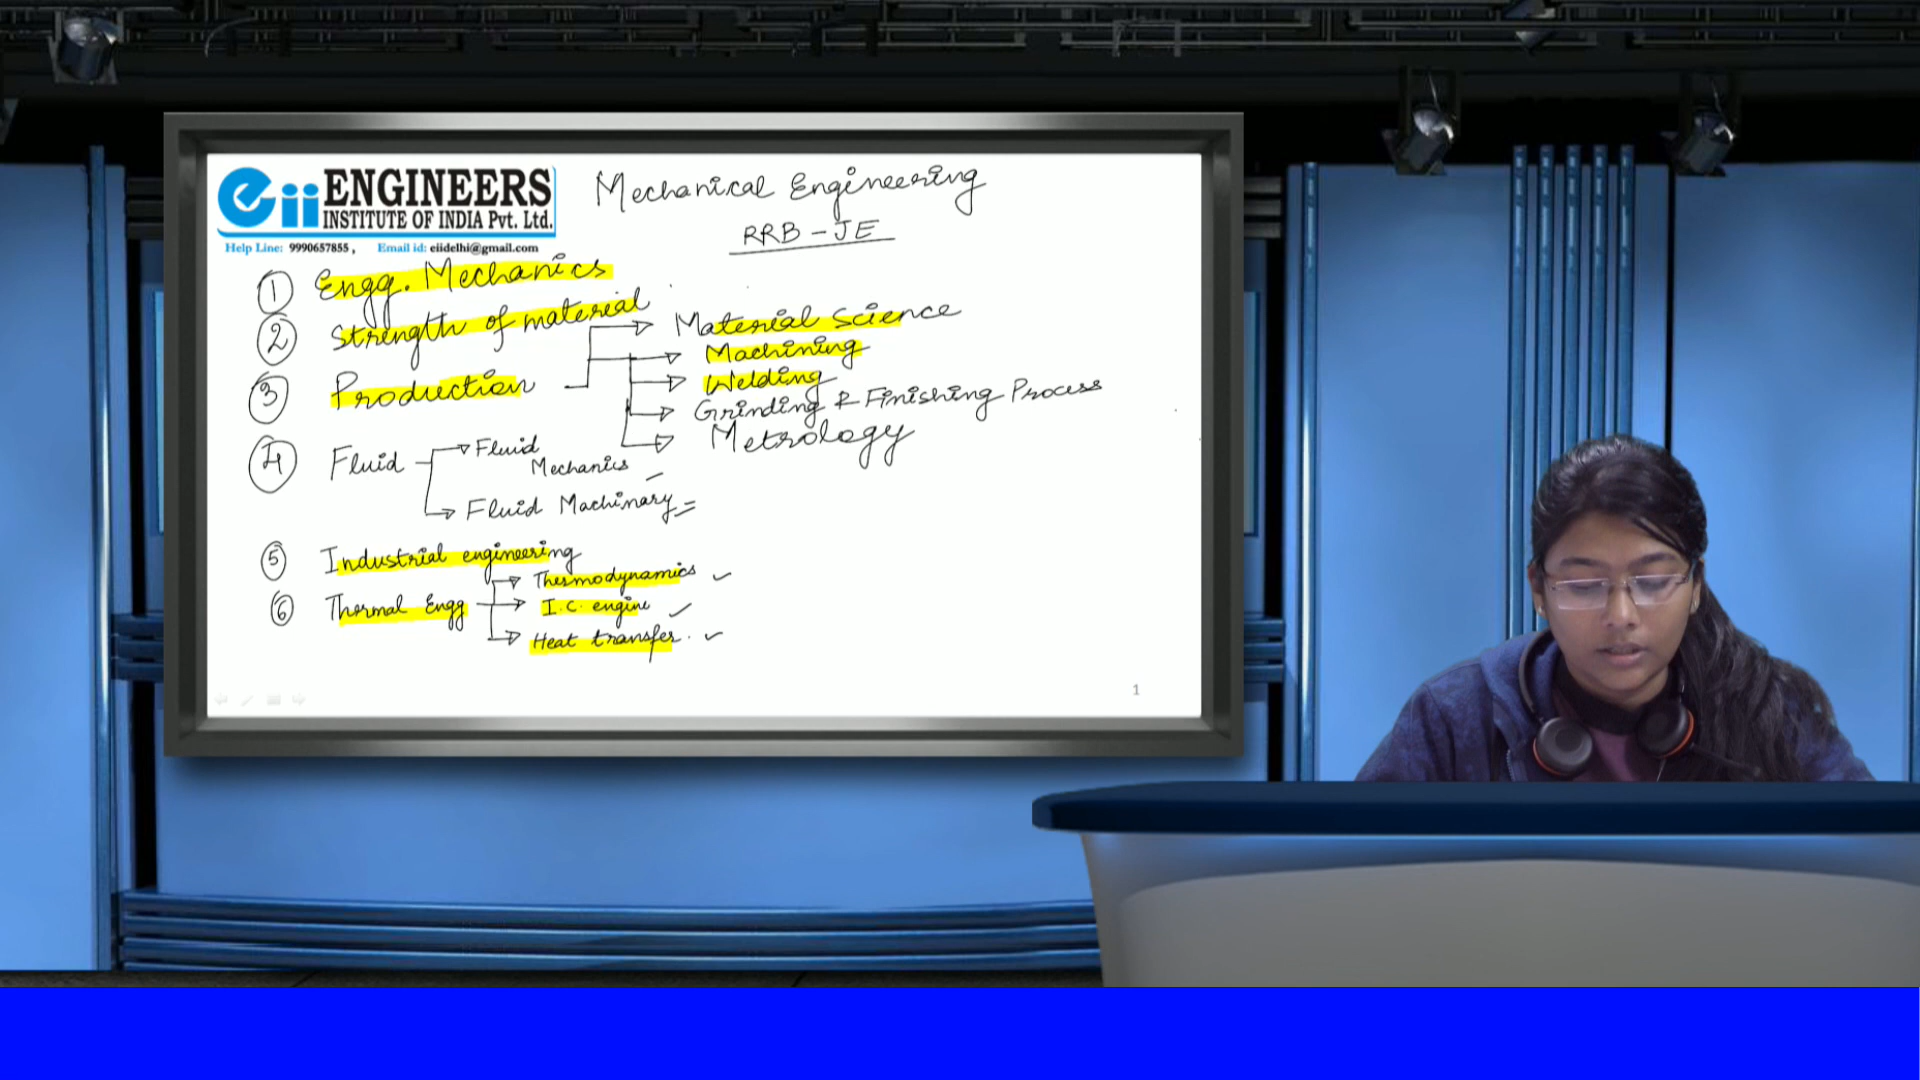 eii ENGINEERS
INSTITUTE OF INDIA Pvt. Ltd.
Help Line: 9990657855 , Email id: eiidelhi@gmail.com
Mechanical Engineering
RRB - JE
1 Engg. Mechanics
2 Strength of material
3 Production
Material Science
Machining
Welding
Grinding & Finishing Process
Metrology
4 Fluid
Fluid Mechanics
Fluid Machinary
5 Industrial engineering
6 Thermal Engg
Thermodynamics
I.C. engine
Heat transfer.
1